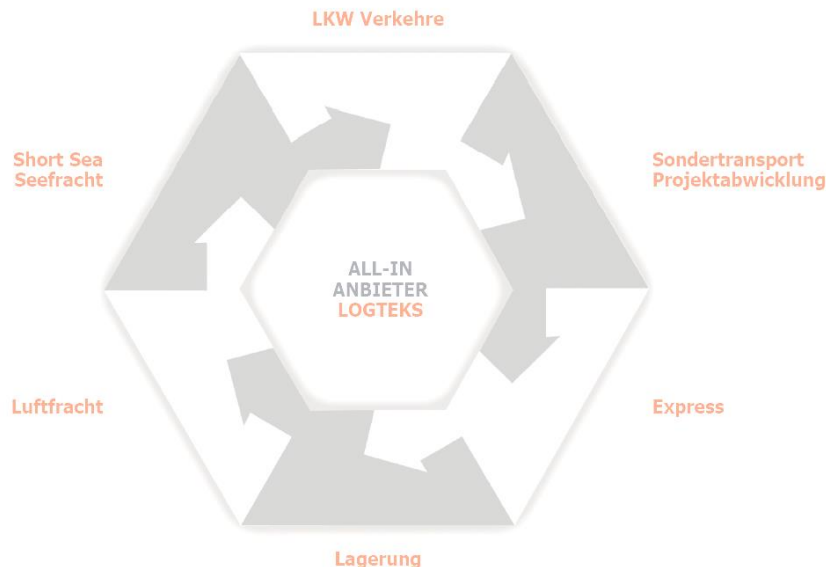 LKW Verkehre
Short Sea
Seefracht
Sondertransport
Projektabwicklung
ALL-IN
ANBIETER
LOGTEKS
Luftfracht
Express
Lagerung